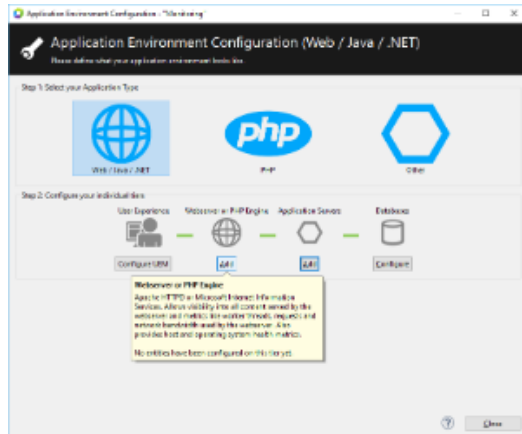 Application Environment Configuration - "Monitoring"
Application Environment Configuration (Web / Java / .NET)
Please define what your application environment looks like
Step 1: Select your Application Type
php
Web / Java / .NET
PHP
Other
Step 2: Configure your individual tiers
User Experience
Webserver or PHP Engine
Application Servers
Databases
Configure UEM
Add
Add
Configure
Webserver or PHP Engine
Apache HTTPD or Microsoft Internet Information
Services. Allows visibility into all content served by the
webserver and metrics like worker threads, requests and
network bandwidth used by the webserver. Also
provides host and operating system health metrics.
No entities have been configured on this tier yet.
?
Close